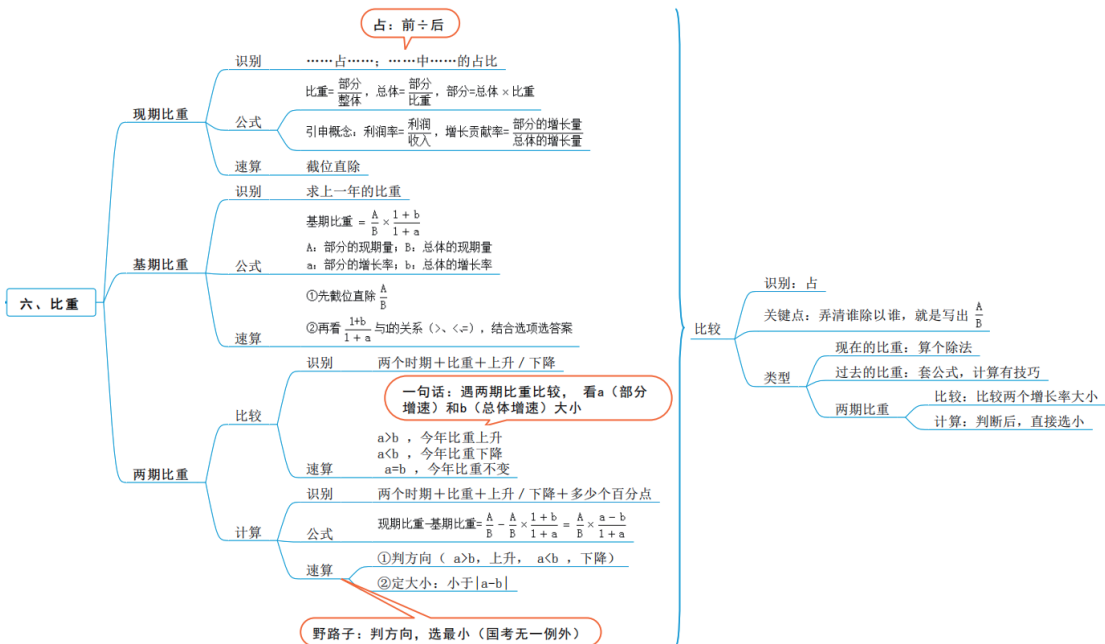 占：前÷后
六、比重
现期比重
识别
……占……；……中……的占比
公式
比重=部分/整体，总体=部分/比重，部分=总体×比重
引申概念：利润率=利润/收入，增长贡献率=部分的增长量/总体的增长量
速算
截位直除
基期比重
识别
求上一年的比重
公式
基期比重 = A/B × (1+b)/(1+a)
A：部分的现期量；B：总体的现期量
a：部分的增长率；b：总体的增长率
速算
①先截位直除 A/B
②再看 (1+b)/(1+a) 与1的关系（>、<、=），结合选项选答案
两期比重
比较
识别
两个时期＋比重＋上升／下降
一句话：遇两期比重比较， 看a（部分
增速）和b（总体增速）大小
速算
a>b ，今年比重上升
a<b ，今年比重下降
a=b ，今年比重不变
计算
识别
两个时期＋比重＋上升／下降＋多少个百分点
公式
现期比重-基期比重=A/B - A/B × (1+b)/(1+a) = A/B × (a-b)/(1+a)
速算
①判方向（ a>b，上升， a<b ，下降）
②定大小：小于|a-b|
野路子：判方向，选最小（国考无一例外）
比较
识别：占
关键点：弄清谁除以谁，就是写出 A/B
类型
现在的比重：算个除法
过去的比重：套公式，计算有技巧
两期比重
比较：比较两个增长率大小
计算：判断后，直接选小